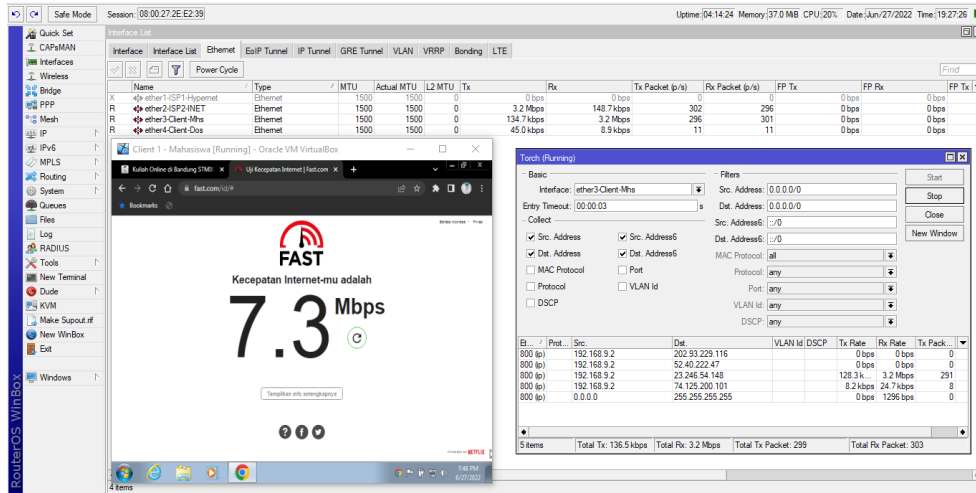 Safe Mode Session: 08:00:27:2E:E2:39 Uptime: 04:14:24 Memory: 37.0 MiB CPU: 20% Date: Jun/27/2022 Time: 19:27:26
Quick Set
CAPsMAN
Interfaces
Wireless
Bridge
PPP
Mesh
IP
IPv6
MPLS
Routing
System
Queues
Files
Log
RADIUS
Tools
New Terminal
Dude
KVM
Make Supout.rif
New WinBox
Exit
Windows
RouterOS WinBox
Interface List
Interface Interface List Ethernet EoIP Tunnel IP Tunnel GRE Tunnel VLAN VRRP Bonding LTE
Power Cycle Find
Name Type MTU Actual MTU L2 MTU Tx Rx Tx Packet (p/s) Rx Packet (p/s) FP Tx FP Rx FP Tx
X ether1-ISP1-Hypernet Ethernet 1500 1500 0 0 bps 0 bps 0 0 0 bps 0 bps
R ether2-ISP2-INET Ethernet 1500 1500 0 3.2 Mbps 148.7 kbps 302 296 0 bps 0 bps
R ether3-Client-Mhs Ethernet 1500 1500 0 134.7 kbps 3.2 Mbps 296 301 0 bps 0 bps
R ether4-Client-Dos Ethernet 1500 1500 0 45.0 kbps 8.9 kbps 11 11 0 bps 0 bps
Client 1 - Mahasiswa [Running] - Oracle VM VirtualBox
Kuliah Online di Bandung STMI Uji Kecepatan Internet | Fast.com
fast.com/id/#
Bookmarks
FAST
Kecepatan Internet-mu adalah
7.3 Mbps
Tampilkan info selengkapnya
NETFLIX
7:48 PM
6/27/2022
4 items
Torch (Running)
Basic
Interface: ether3-Client-Mhs
Entry Timeout: 00:00:03 s
Collect
Src. Address Src. Address6
Dst. Address Dst. Address6
MAC Protocol Port
Protocol VLAN Id
DSCP
Filters
Src. Address: 0.0.0.0/0
Dst. Address: 0.0.0.0/0
Src. Address6: ::/0
Dst. Address6: ::/0
MAC Protocol: all
Protocol: any
Port: any
VLAN Id: any
DSCP: any
Start
Stop
Close
New Window
Et... Prot... Src. Dst. VLAN Id DSCP Tx Rate Rx Rate Tx Pack...
800 (ip) 192.168.9.2 202.93.229.116 0 bps 0 bps 0
800 (ip) 192.168.9.2 52.40.222.47 0 bps 0 bps 0
800 (ip) 192.168.9.2 23.246.54.148 128.3 k... 3.2 Mbps 291
800 (ip) 192.168.9.2 74.125.200.101 8.2 kbps 24.7 kbps 8
800 (ip) 0.0.0.0 255.255.255.255 0 bps 1296 bps 0
5 items Total Tx: 136.5 kbps Total Rx: 3.2 Mbps Total Tx Packet: 299 Total Rx Packet: 303